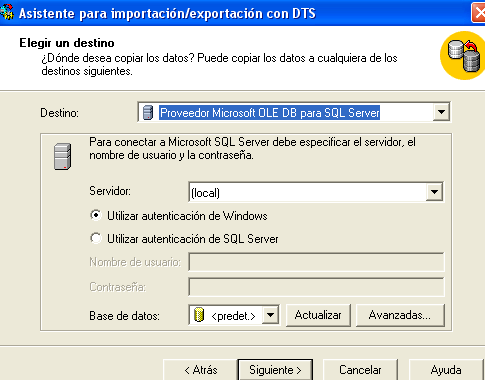 Asistente para importación/exportación con DTS
Elegir un destino
¿Dónde desea copiar los datos? Puede copiar los datos a cualquiera de los
destinos siguientes.
Destino: Proveedor Microsoft OLE DB para SQL Server
Para conectar a Microsoft SQL Server debe especificar el servidor, el
nombre de usuario y la contraseña.
Servidor: (local)
Utilizar autenticación de Windows
Utilizar autenticación de SQL Server
Nombre de usuario:
Contraseña:
Base de datos: <predet.> Actualizar Avanzadas...
< Atrás Siguiente > Cancelar Ayuda